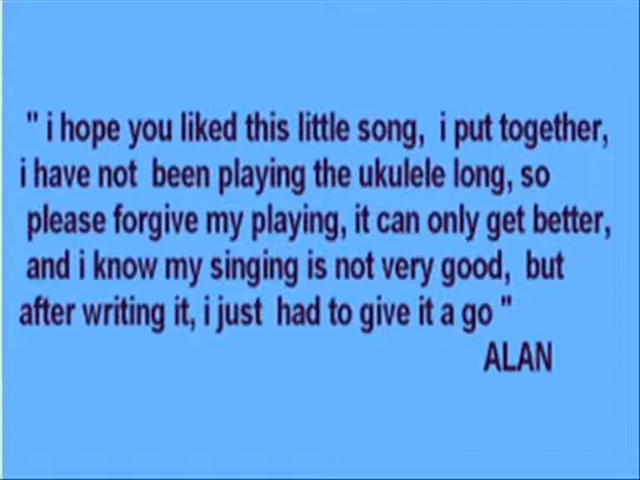 " i hope you liked this little song, i put together,
i have not been playing the ukulele long, so
please forgive my playing, it can only get better,
and i know my singing is not very good, but
after writing it, i just had to give it a go "
ALAN